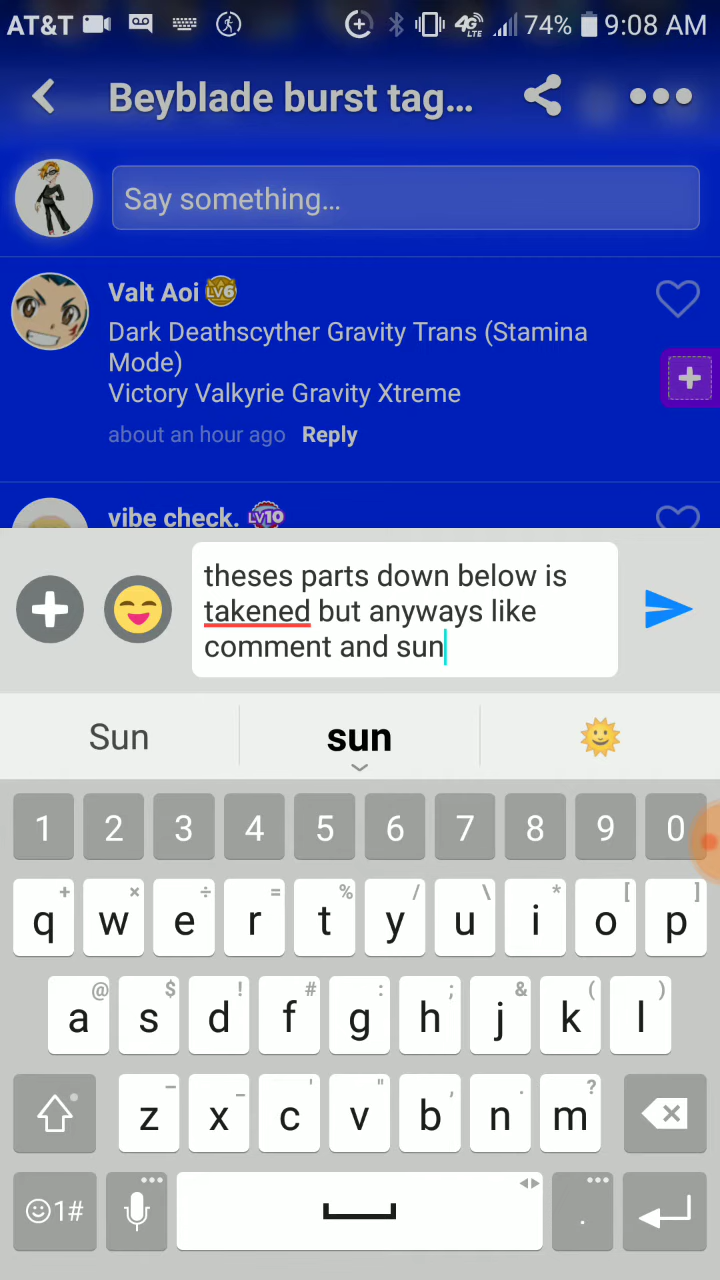 AT&T 4G LTE 74% 9:08 AM
Beyblade burst tag...
Say something...
Valt Aoi LV6
Dark Deathscyther Gravity Trans (Stamina
Mode)
Victory Valkyrie Gravity Xtreme
about an hour ago Reply
vibe check. LV10
theses parts down below is
takened but anyways like
comment and sun
Sun sun
1 2 3 4 5 6 7 8 9 0
+ × ÷ = % / \ * [ ]
q w e r t y u i o p
@ $ ! # : ; & ( )
a s d f g h j k l
– _ ' " , . ?
z x c v b n m
1# .